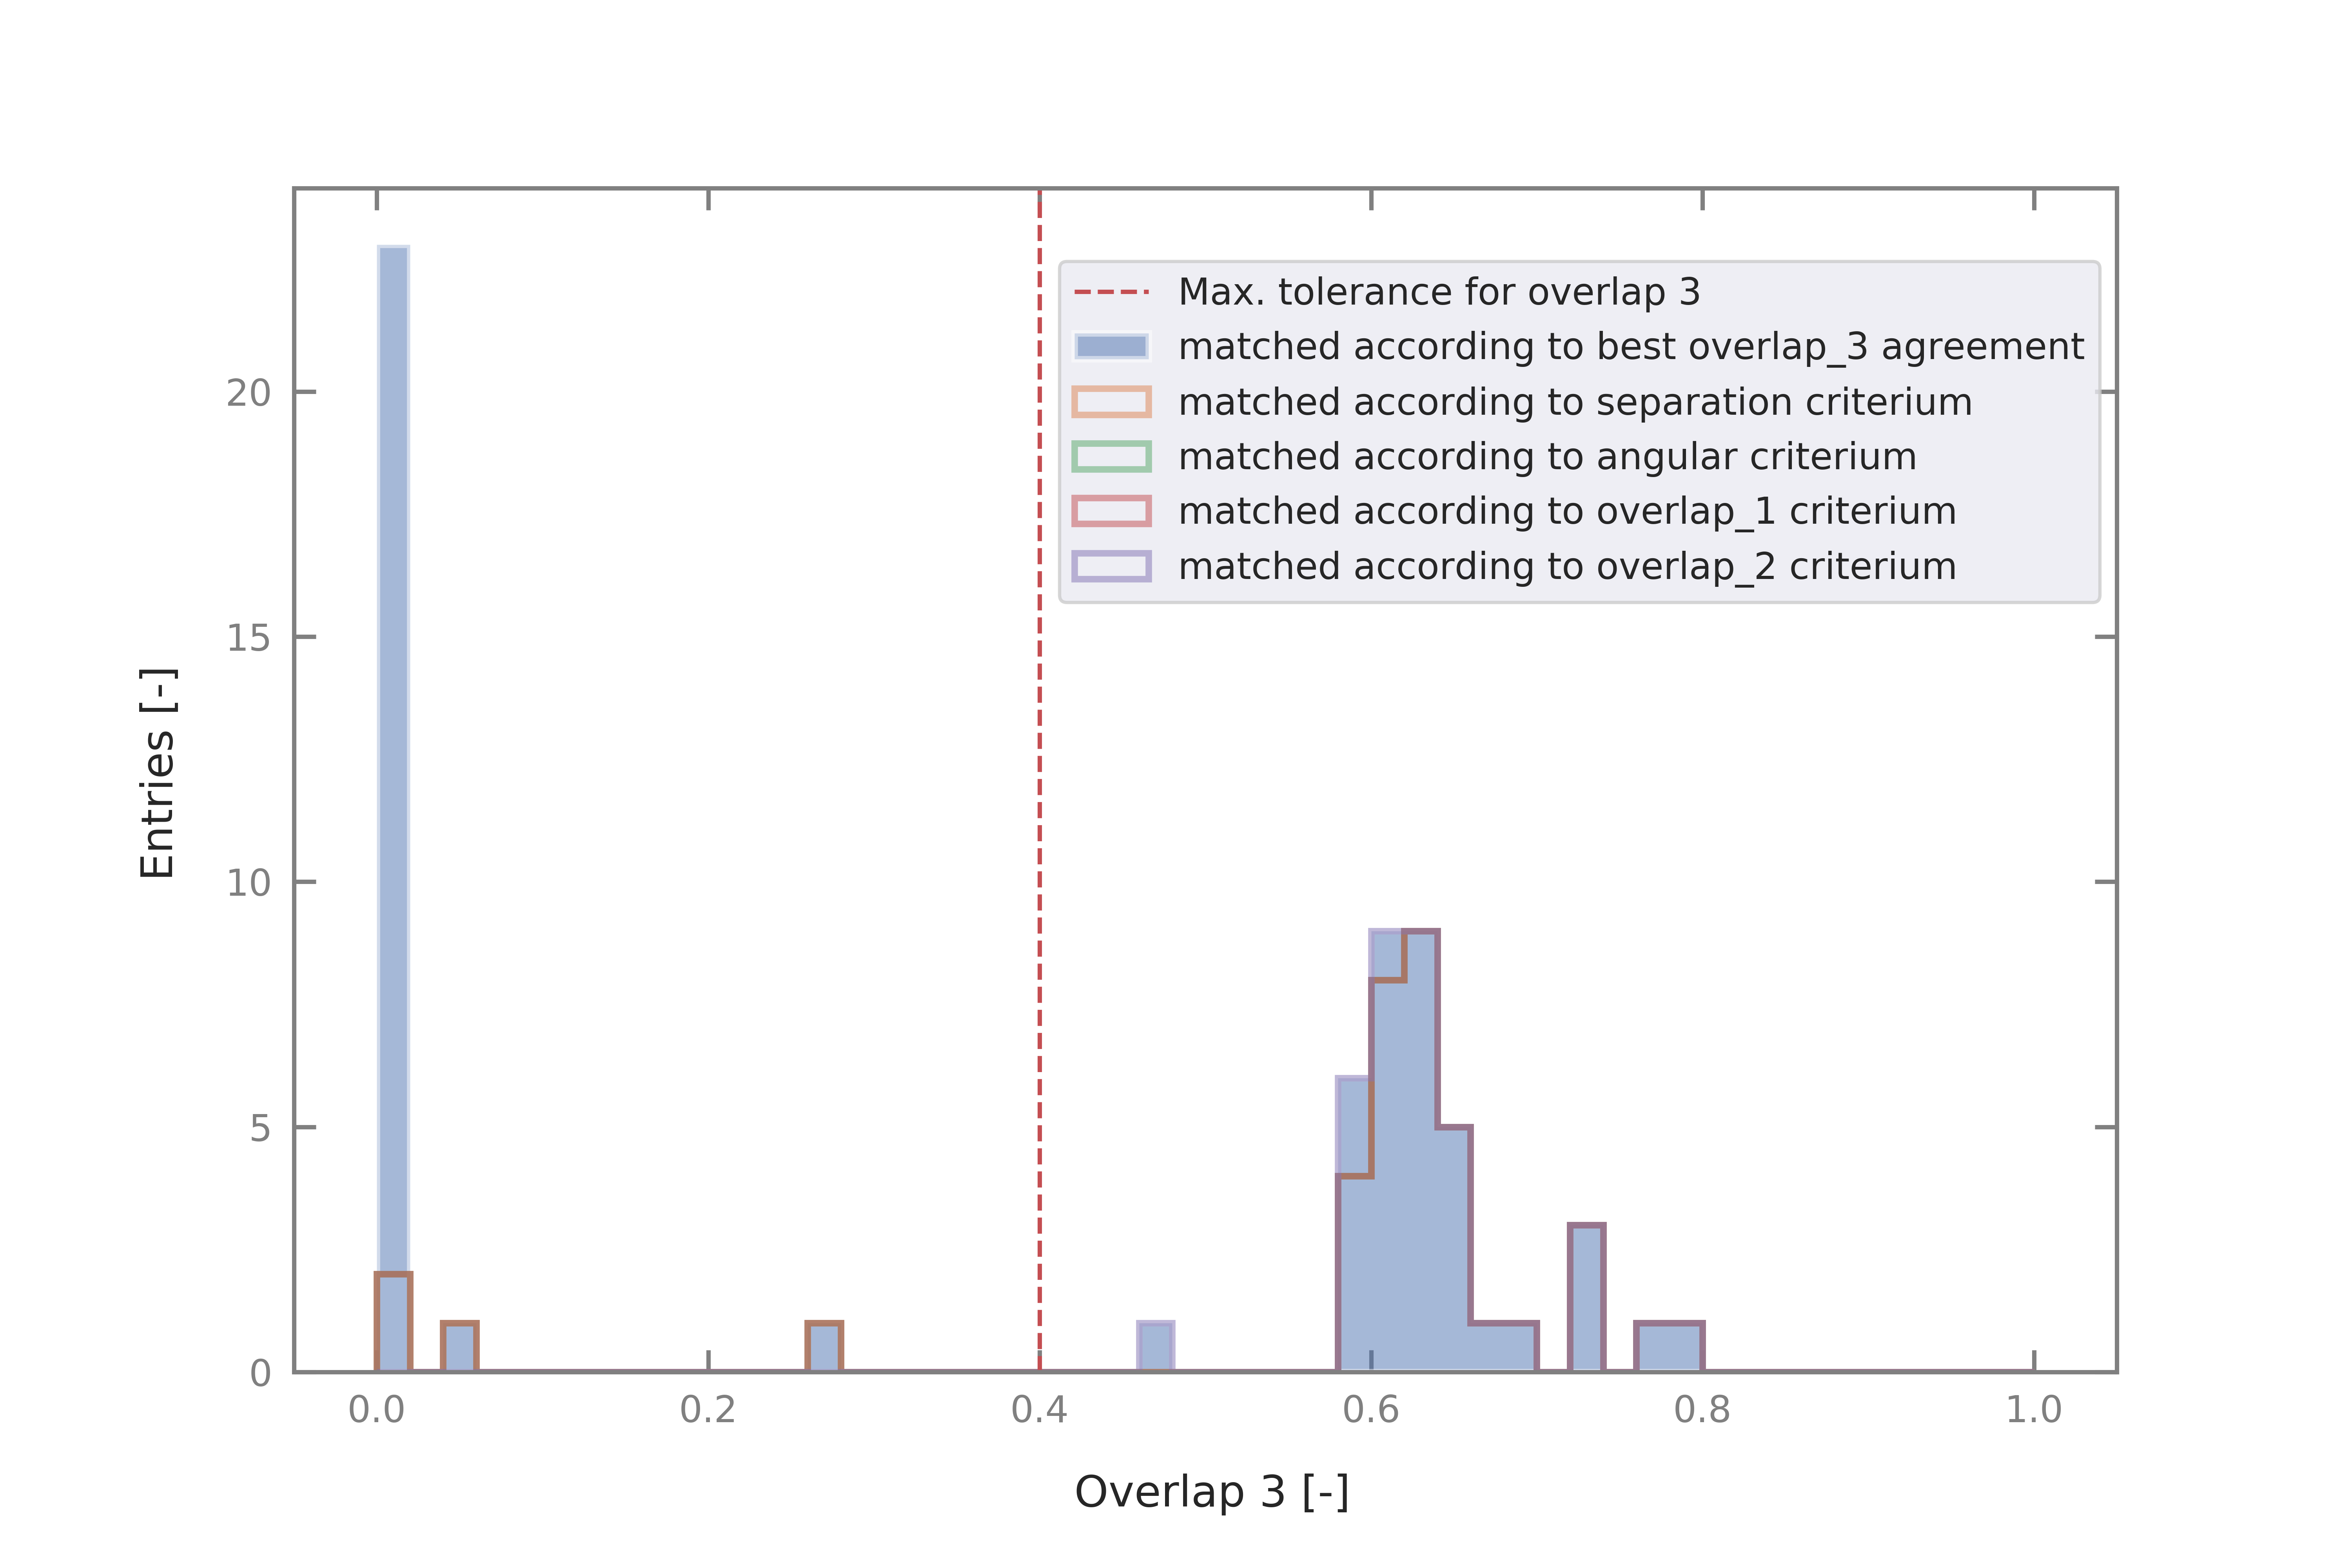 Max. tolerance for overlap 3
matched according to best overlap_3 agreement
matched according to separation criterium
matched according to angular criterium
matched according to overlap_1 criterium
matched according to overlap_2 criterium
20
15
10
5
0
Entries [-]
0.0 0.2 0.4 0.6 0.8 1.0
Overlap 3 [-]